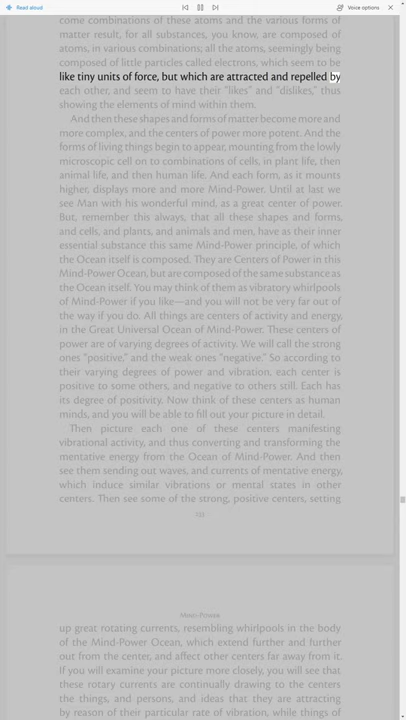 Read aloud
Voice options
come combinations of these atoms and the various forms of
matter result, for all substances, you know, are composed of
atoms, in various combinations; all the atoms, seemingly being
composed of little particles called electrons, which seem to be
like tiny units of force, but which are attracted and repelled by
each other, and seem to have their "likes" and "dislikes," thus
showing the elements of mind within them.
And then these shapes and forms of matter become more and
more complex, and the centers of power more potent. And the
forms of living things begin to appear, mounting from the lowly
microscopic cell on to combinations of cells, in plant life, then
animal life, and then human life. And each form, as it mounts
higher, displays more and more Mind-Power. Until at last we
see Man with his wonderful mind, as a great center of power.
But, remember this always, that all these shapes and forms,
and cells, and plants, and animals and men, have as their inner
essential substance this same Mind-Power principle, of which
the Ocean itself is composed. They are Centers of Power in this
Mind-Power Ocean, but are composed of the same substance as
the Ocean itself. You may think of them as vibratory whirlpools
of Mind-Power if you like—and you will not be very far out of
the way if you do. All things are centers of activity and energy,
in the Great Universal Ocean of Mind-Power. These centers of
power are of varying degrees of activity. We will call the strong
ones "positive," and the weak ones "negative." So according to
their varying degrees of power and vibration, each center is
positive to some others, and negative to others still. Each has
its degree of positivity. Now think of these centers as human
minds, and you will be able to fill out your picture in detail.
Then picture each one of these centers manifesting
vibrational activity, and thus converting and transforming the
mentative energy from the Ocean of Mind-Power. And then
see them sending out waves, and currents of mentative energy,
which induce similar vibrations or mental states in other
centers. Then see some of the strong, positive centers, setting
Mind-Power
up great rotating currents, resembling whirlpools in the body
of the Mind-Power Ocean, which extend further and further
out from the center, and affect other centers far away from it.
If you will examine your picture more closely, you will see that
these rotary currents are continually drawing to the centers
the things, and persons, and ideas that they are attracting
by reason of their particular rate of vibration, while things of